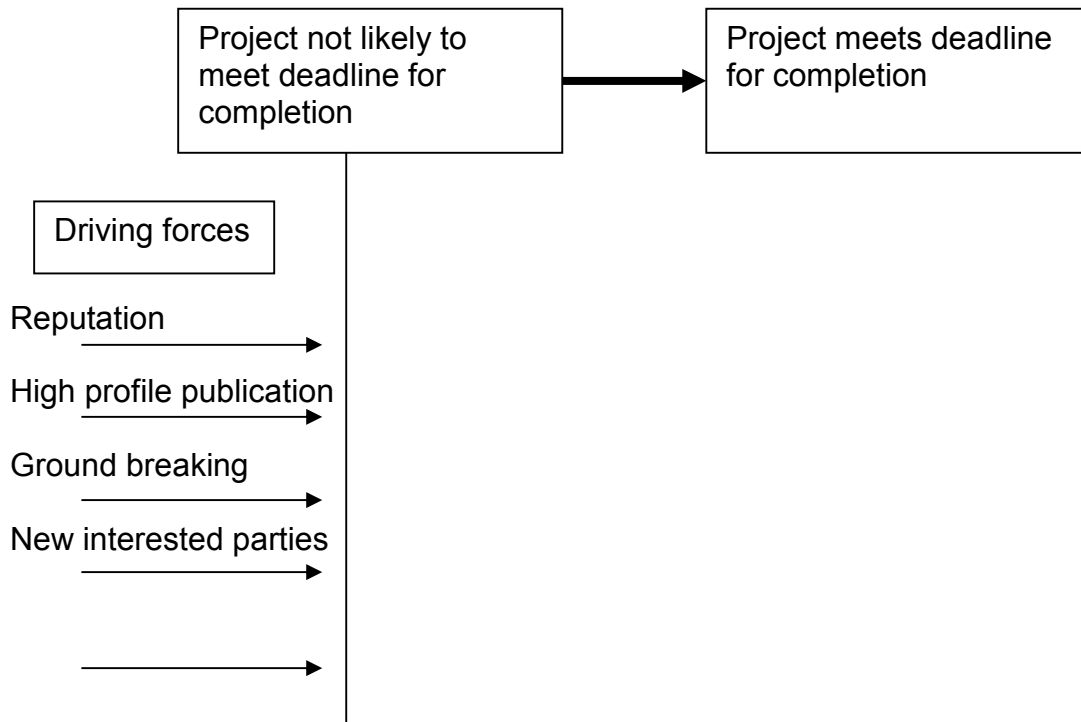 Project not likely to
meet deadline for
completion
Project meets deadline
for completion
Driving forces
Reputation
High profile publication
Ground breaking
New interested parties